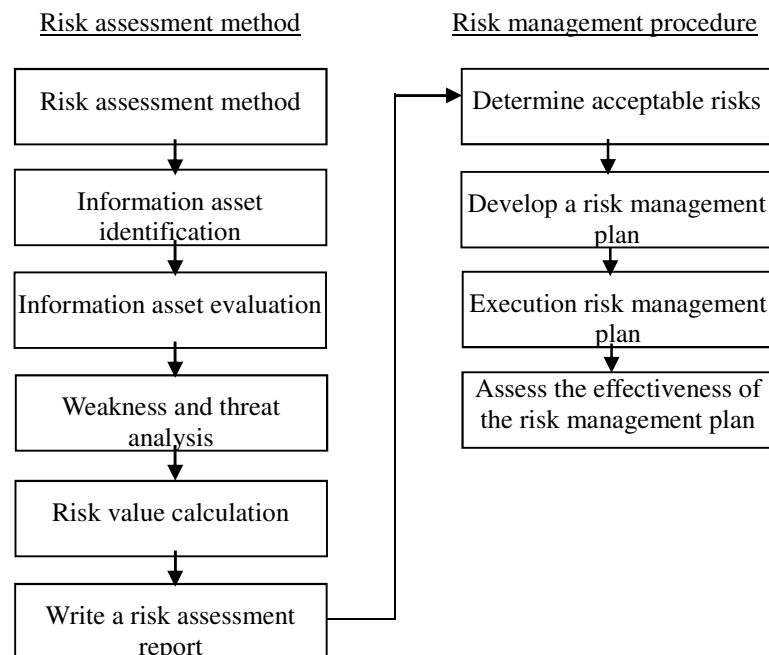 Risk assessment method
Risk assessment method
Information asset
identification
Information asset evaluation
Weakness and threat
analysis
Risk value calculation
Write a risk assessment
report
Risk management procedure
Determine acceptable risks
Develop a risk management
plan
Execution risk management
plan
Assess the effectiveness of
the risk management plan